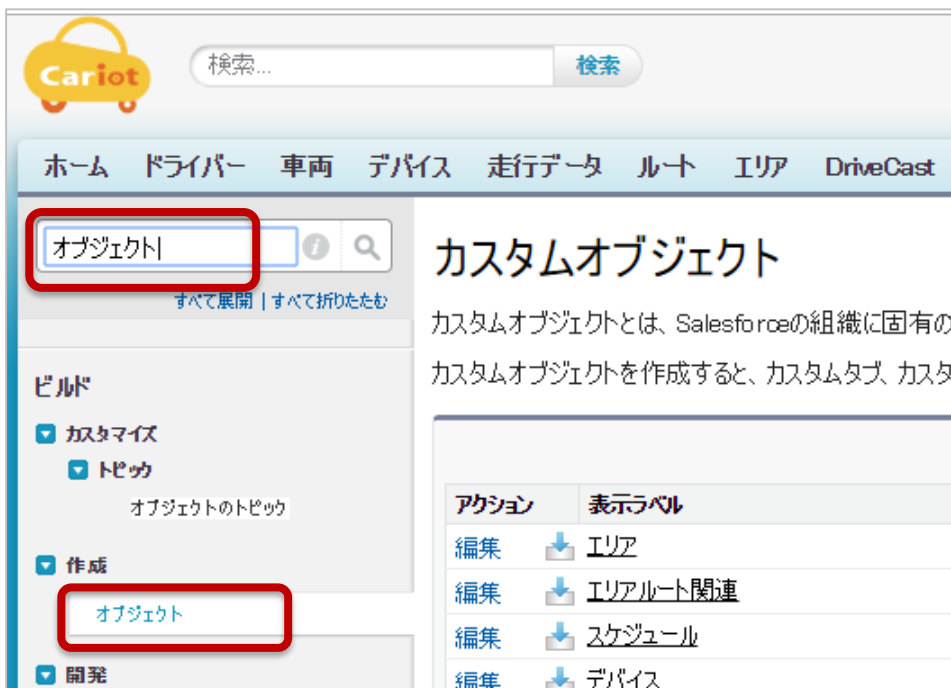 Cariot
検索...
検索
ホーム ドライバー 車両 デバイス 走行データ ルート エリア DriveCast
オブジェクト
すべて展開 | すべて折りたたむ
カスタムオブジェクト
カスタムオブジェクトとは、Salesforceの組織に固有の
カスタムオブジェクトを作成すると、カスタムタブ、カスタ
ビルド
カスタマイズ
トピック
オブジェクトのトピック
作成
オブジェクト
開発
アクション 表示ラベル
編集 エリア
編集 エリアルート関連
編集 スケジュール
編集 デバイス